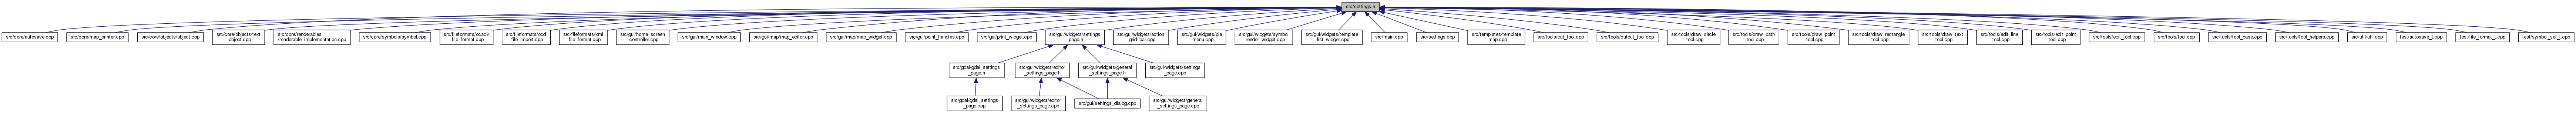 src/settings.h
src/core/autosave.cpp
src/core/map_printer.cpp
src/core/objects/object.cpp
src/core/objects/text
_object.cpp
src/core/renderables
/renderable_implementation.cpp
src/core/symbols/symbol.cpp
src/fileformats/ocad8
_file_format.cpp
src/fileformats/ocd
_file_import.cpp
src/fileformats/xml
_file_format.cpp
src/gui/home_screen
_controller.cpp
src/gui/main_window.cpp
src/gui/map/map_editor.cpp
src/gui/map/map_widget.cpp
src/gui/point_handles.cpp
src/gui/print_widget.cpp
src/gui/widgets/settings
_page.h
src/gui/widgets/action
_grid_bar.cpp
src/gui/widgets/pie
_menu.cpp
src/gui/widgets/symbol
_render_widget.cpp
src/gui/widgets/template
_list_widget.cpp
src/main.cpp
src/settings.cpp
src/templates/template
_map.cpp
src/tools/cut_tool.cpp
src/tools/cutout_tool.cpp
src/tools/draw_circle
_tool.cpp
src/tools/draw_path
_tool.cpp
src/tools/draw_point
_tool.cpp
src/tools/draw_rectangle
_tool.cpp
src/tools/draw_text
_tool.cpp
src/tools/edit_line
_tool.cpp
src/tools/edit_point
_tool.cpp
src/tools/edit_tool.cpp
src/tools/tool.cpp
src/tools/tool_base.cpp
src/tools/tool_helpers.cpp
src/util/util.cpp
test/autosave_t.cpp
test/file_format_t.cpp
test/symbol_set_t.cpp
src/gdal/gdal_settings
_page.h
src/gui/widgets/editor
_settings_page.h
src/gui/widgets/general
_settings_page.h
src/gui/widgets/settings
_page.cpp
src/gdal/gdal_settings
_page.cpp
src/gui/widgets/editor
_settings_page.cpp
src/gui/settings_dialog.cpp
src/gui/widgets/general
_settings_page.cpp